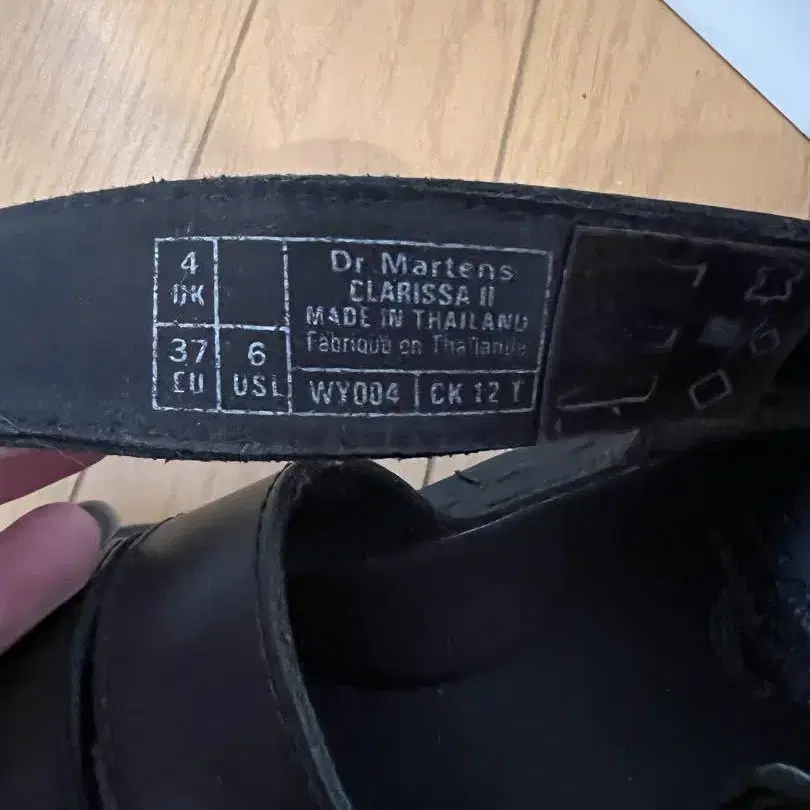 4
UK
37
EU
6
USL
Dr. Martens
CLARISSA II
MADE IN THAILAND
Fabriqué en Thaïlande
WY004
CK 12 T